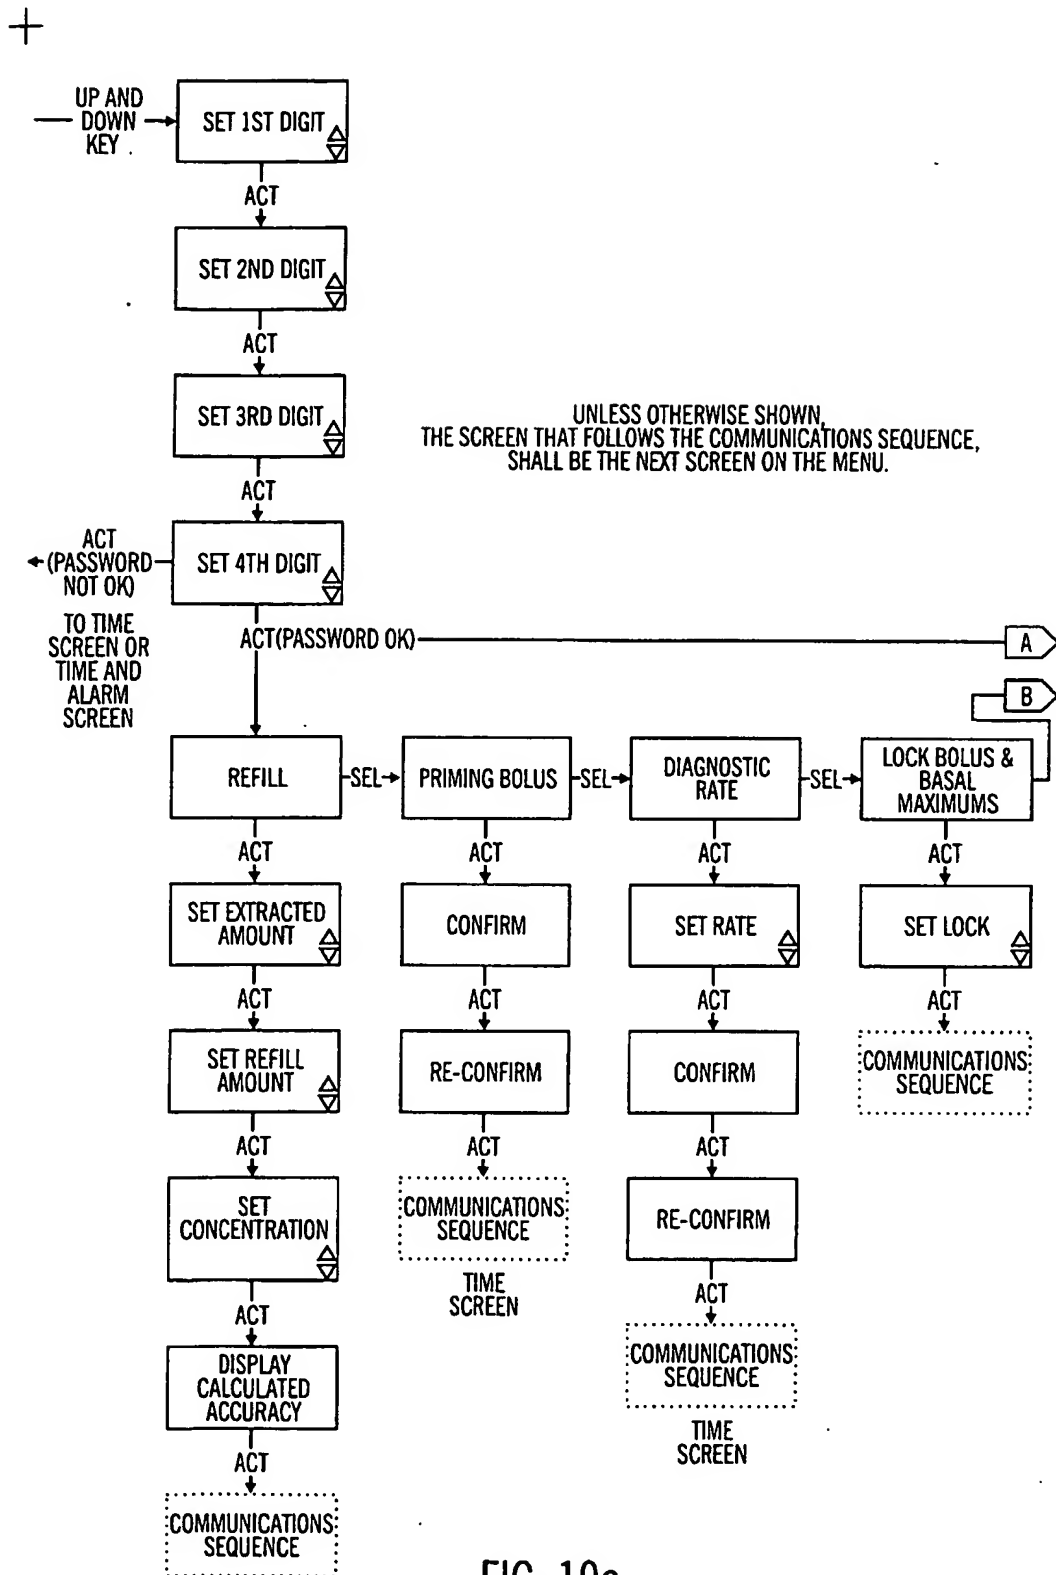 UP AND
DOWN
KEY
SET 1ST DIGIT
ACT
SET 2ND DIGIT
ACT
SET 3RD DIGIT
UNLESS OTHERWISE SHOWN,
THE SCREEN THAT FOLLOWS THE COMMUNICATIONS SEQUENCE,
SHALL BE THE NEXT SCREEN ON THE MENU.
ACT
ACT
(PASSWORD
NOT OK)
SET 4TH DIGIT
TO TIME
SCREEN OR
TIME AND
ALARM
SCREEN
ACT(PASSWORD OK)
A
B
REFILL
SEL
PRIMING BOLUS
SEL
DIAGNOSTIC
RATE
SEL
LOCK BOLUS &
BASAL
MAXIMUMS
ACT
ACT
ACT
ACT
SET EXTRACTED
AMOUNT
CONFIRM
SET RATE
SET LOCK
ACT
ACT
ACT
ACT
SET REFILL
AMOUNT
RE-CONFIRM
CONFIRM
COMMUNICATIONS
SEQUENCE
ACT
ACT
ACT
SET
CONCENTRATION
COMMUNICATIONS
SEQUENCE
TIME
SCREEN
RE-CONFIRM
ACT
ACT
DISPLAY
CALCULATED
ACCURACY
COMMUNICATIONS
SEQUENCE
TIME
SCREEN
ACT
COMMUNICATIONS
SEQUENCE